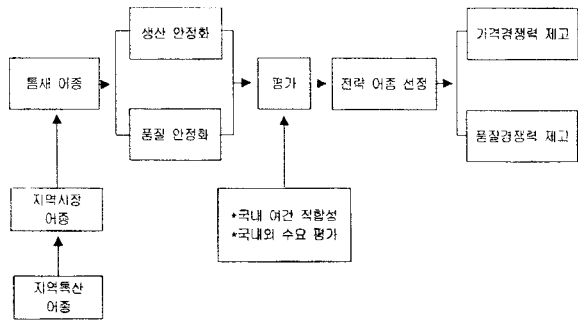 생산 안정화
가격경쟁력 제고
틈새 어종
평가
전략 어종 선정
품질 안정화
품질경쟁력 제고
지역시장
어종
*국내 여건 적합성
*국내외 수요 평가
지역특산
어종